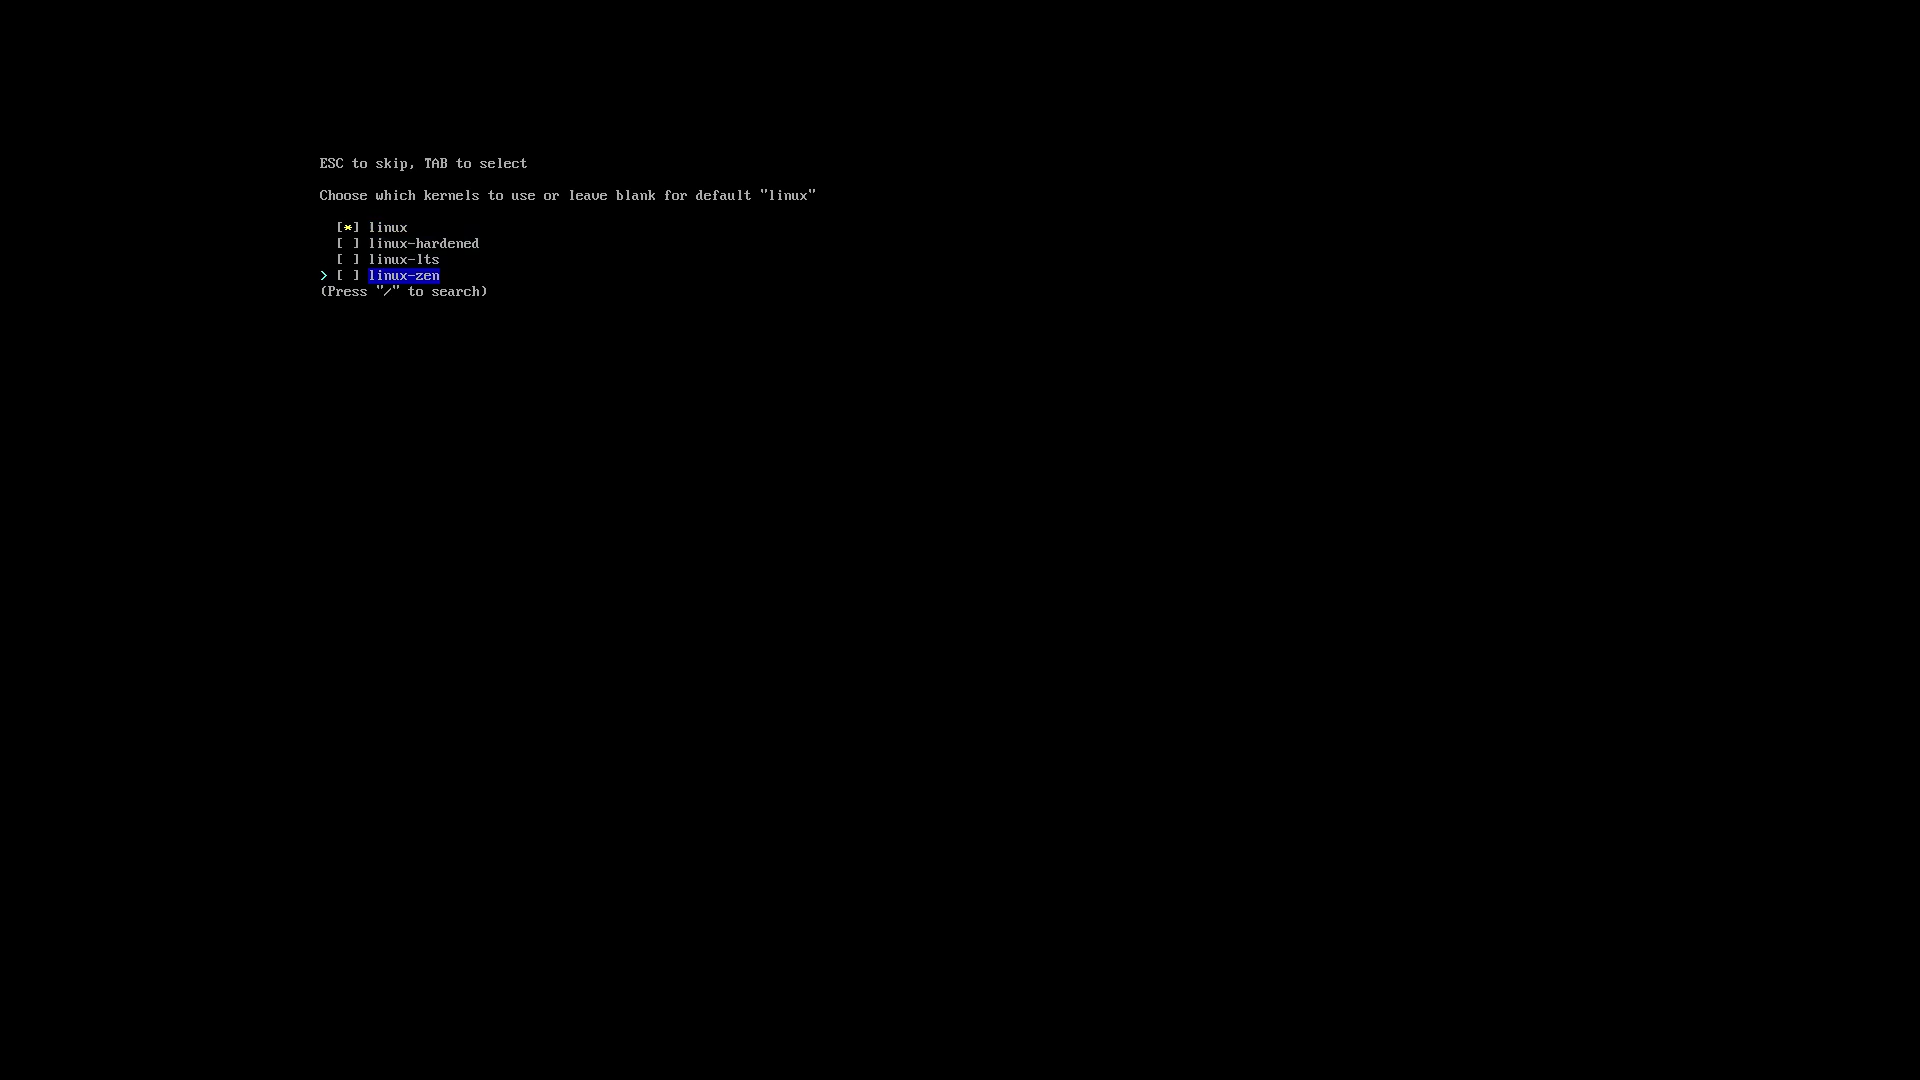 ESC to skip, TAB to select
Choose which kernels to use or leave blank for default "linux"
[*] linux
[ ] linux-hardened
[ ] linux-lts
> [ ] linux-zen
(Press "/" to search)